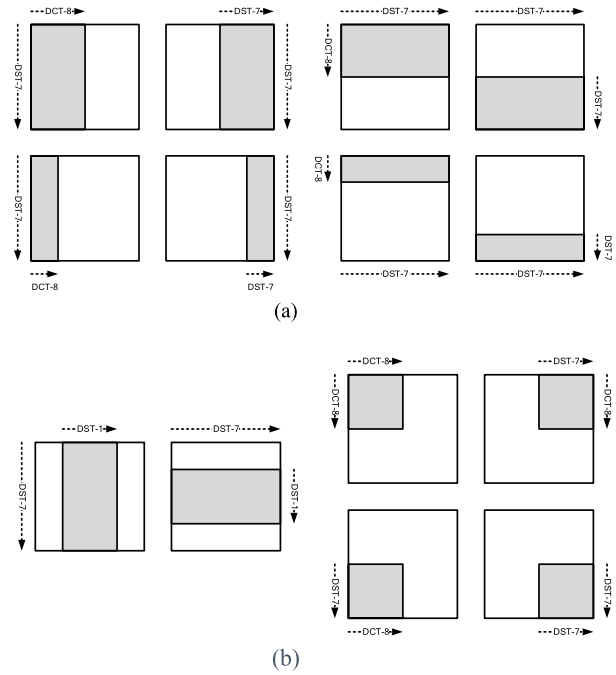 DCT-8 DST-7 DST-7 DST-7
DST-7 DST-7 DCT-8 DST-7
DST-7 DST-7 DCT-8 DST-7
DCT-8 DST-7 DST-7 DST-7
(a)
DCT-8 DST-7
DCT-8 DCT-8
DST-1 DST-7
DST-7 DST-1
DST-7 DST-7
DCT-8 DST-7
(b)